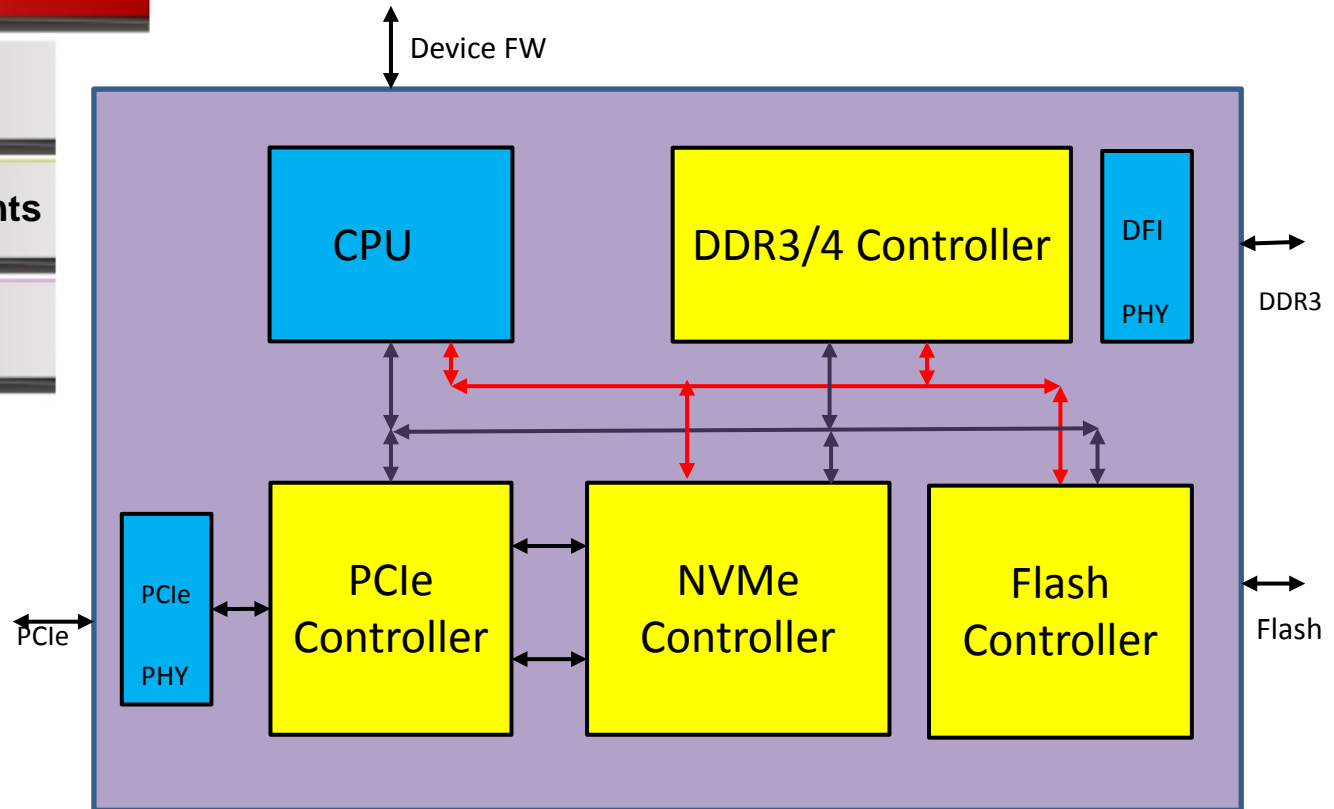 Device FW
nts
CPU
DDR3/4 Controller
DFI
PHY
DDR3
PCIe
PHY
PCIe
PCIe
Controller
NVMe
Controller
Flash
Controller
Flash